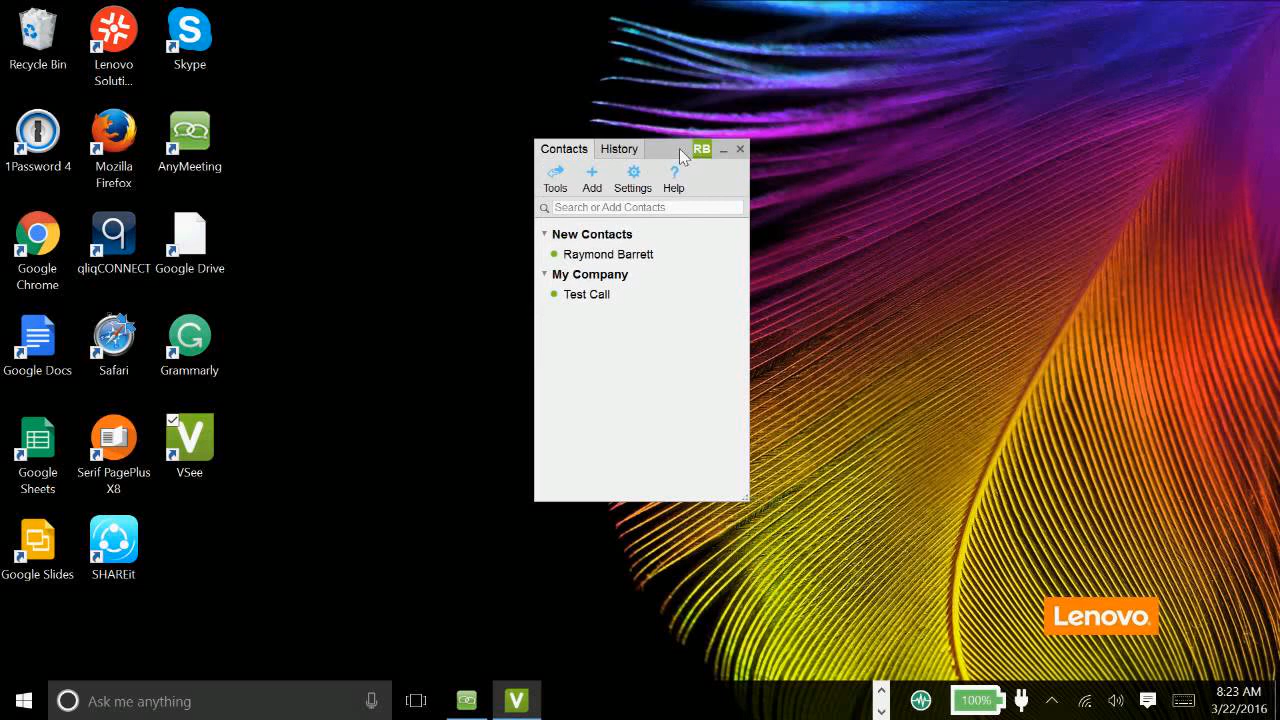 Recycle Bin
Lenovo
Soluti...
Skype
1Password 4
Mozilla
Firefox
AnyMeeting
Google
Chrome
qliqCONNECT
Google Drive
Google Docs
Safari
Grammarly
Google
Sheets
Serif PagePlus
X8
V
VSee
Google Slides
SHAREit
Contacts
History
RB
Tools
Add
Settings
Help
Search or Add Contacts
New Contacts
Raymond Barrett
My Company
Test Call
Lenovo
Ask me anything
V
100%
8:23 AM
3/22/2016